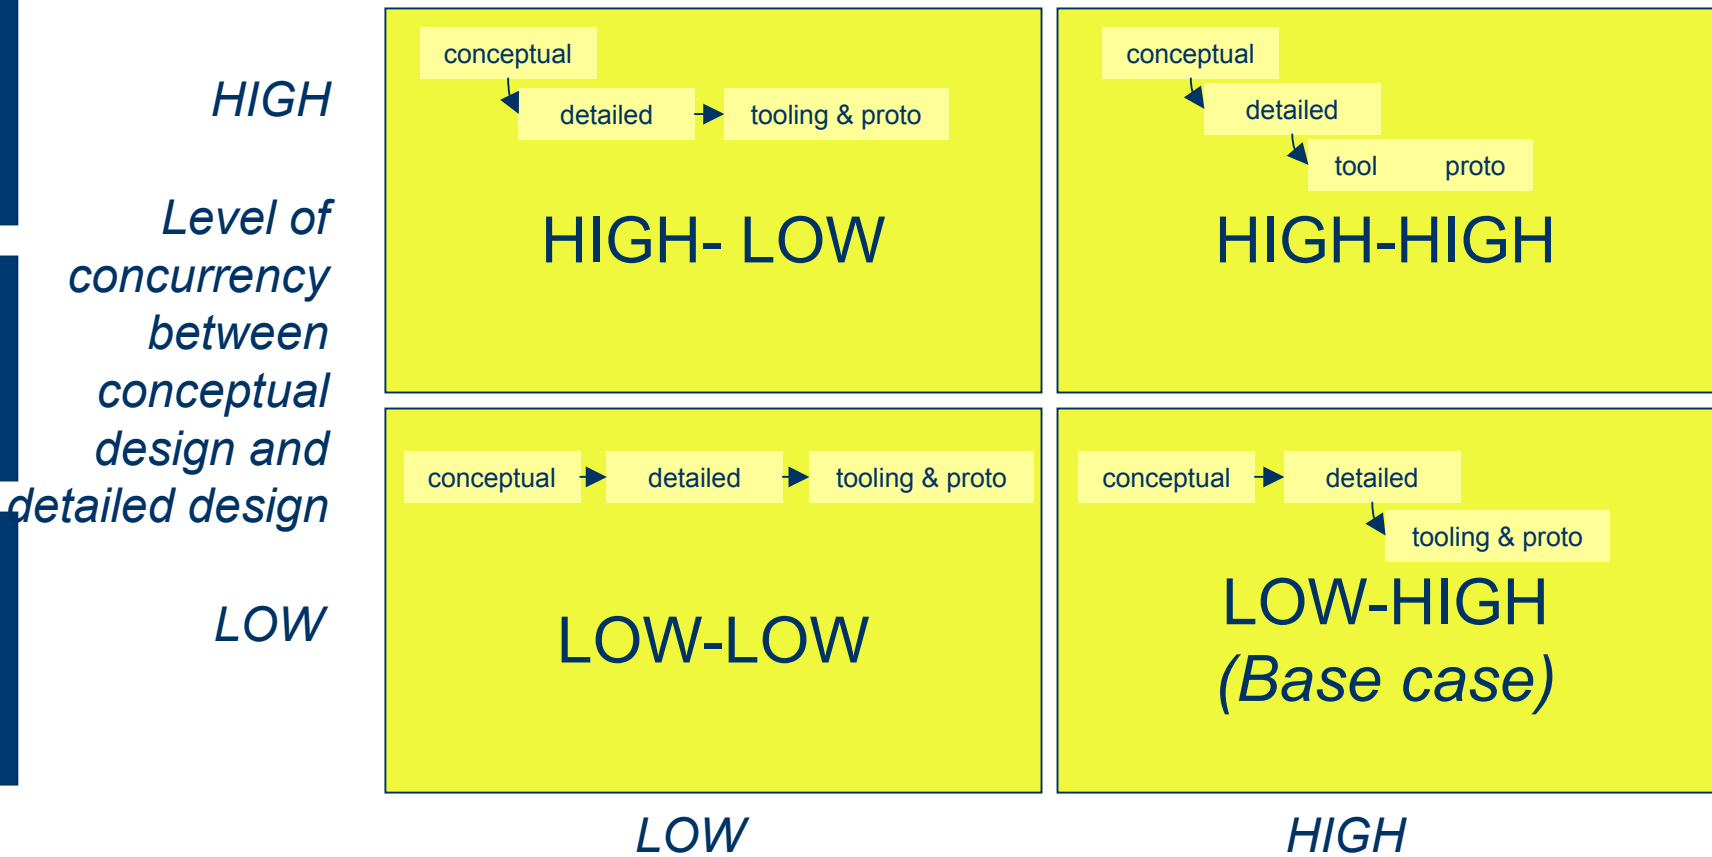 HIGH
Level of
concurrency
between
conceptual
design and
detailed design
LOW
conceptual
detailed
tooling & proto
HIGH- LOW
conceptual
detailed
tool proto
HIGH-HIGH
conceptual
detailed
tooling & proto
LOW-LOW
conceptual
detailed
tooling & proto
LOW-HIGH
(Base case)
LOW
HIGH